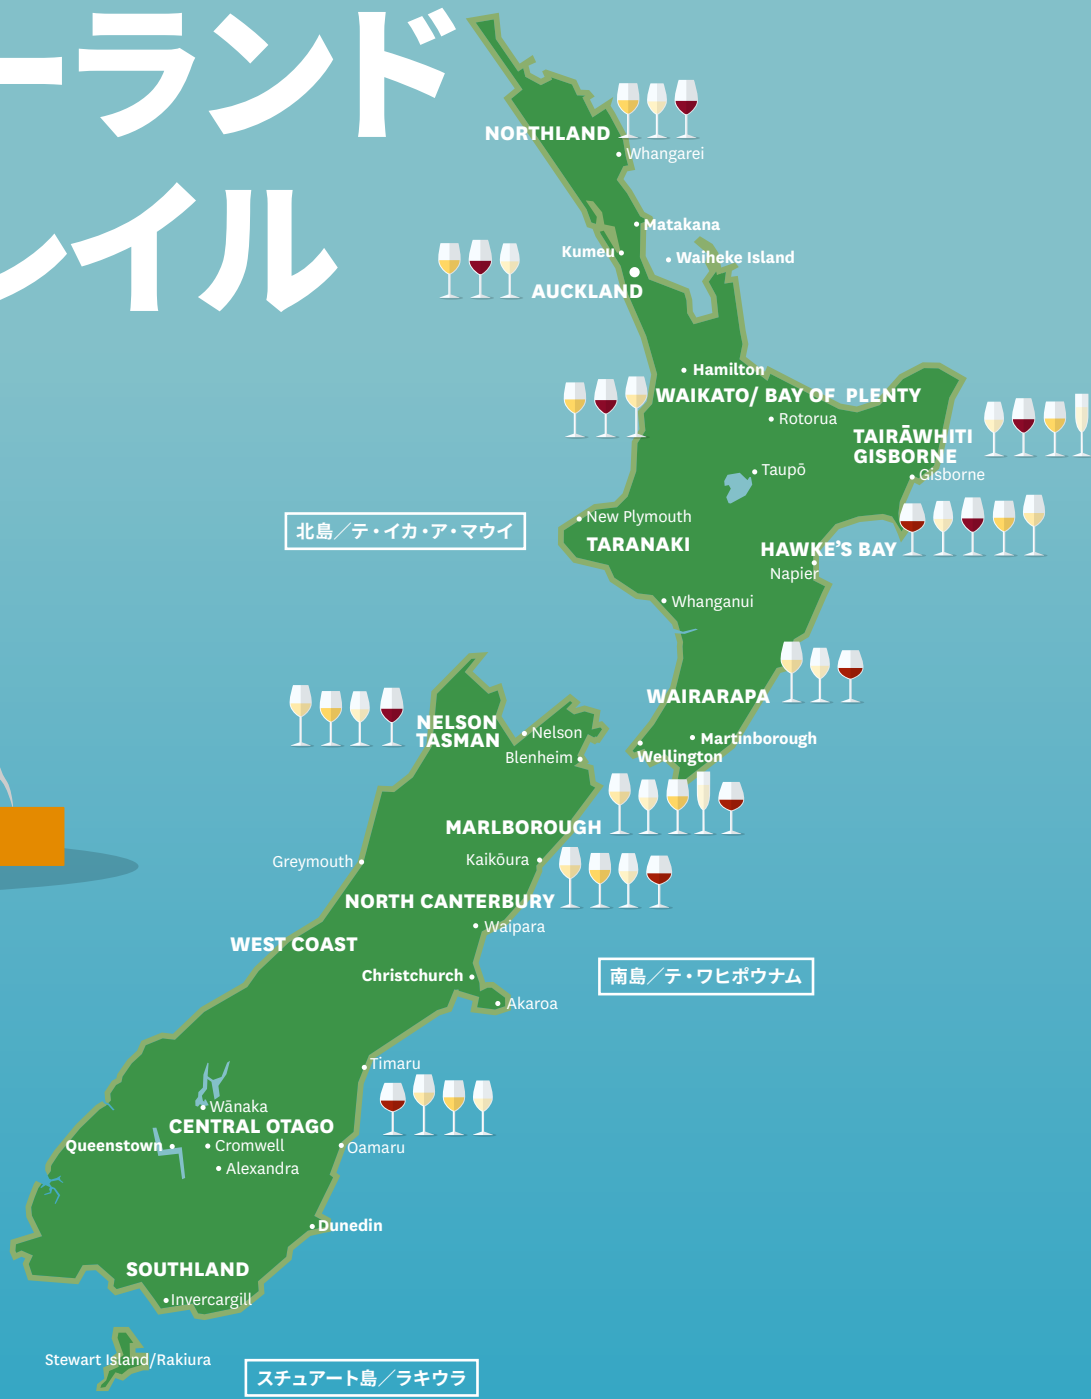 ーランド
レイル
NORTHLAND
Whangarei
Matakana
Kumeu
Waiheke Island
AUCKLAND
Hamilton
WAIKATO/ BAY OF PLENTY
Rotorua
TAIRĀWHITI
GISBORNE
Gisborne
Taupō
北島／テ・イカ・ア・マウイ
New Plymouth
TARANAKI
HAWKE'S BAY
Napier
Whanganui
WAIRARAPA
NELSON
TASMAN
Nelson
Martinborough
Wellington
Blenheim
MARLBOROUGH
Greymouth
Kaikōura
NORTH CANTERBURY
Waipara
WEST COAST
Christchurch
南島／テ・ワヒポウナム
Akaroa
Timaru
Wānaka
CENTRAL OTAGO
Queenstown
Cromwell
Oamaru
Alexandra
Dunedin
SOUTHLAND
Invercargill
Stewart Island/Rakiura
スチュアート島／ラキウラ